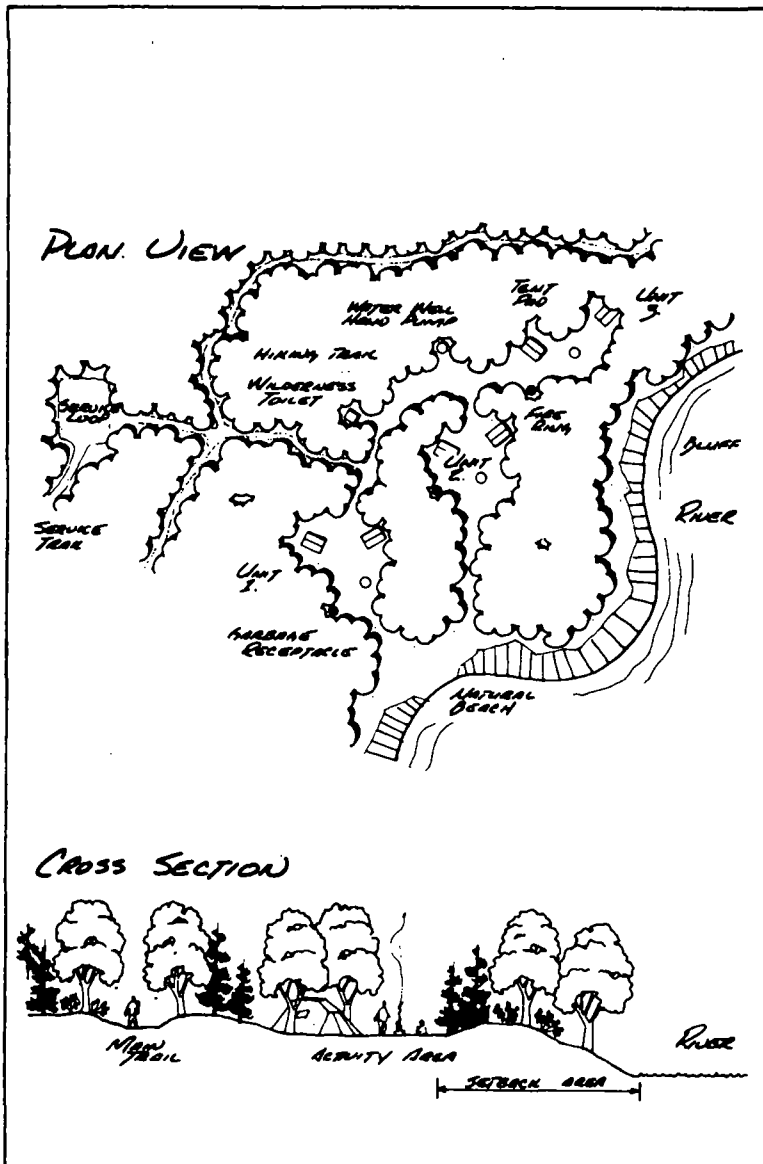 PLAN VIEW
WATER WELL
HAND PUMP
TENT
PAD
UNIT
3
HIKING TRAIL
WILDERNESS
TOILET
SERVICE
LOOP
FIRE
RING
UNIT
2.
BLUFF
RIVER
SERVICE
TRAIL
UNIT
1.
GARBAGE
RECEPTACLE
NATURAL
BEACH
CROSS SECTION
MAIN
TRAIL
ACTIVITY AREA
RIVER
SETBACK AREA